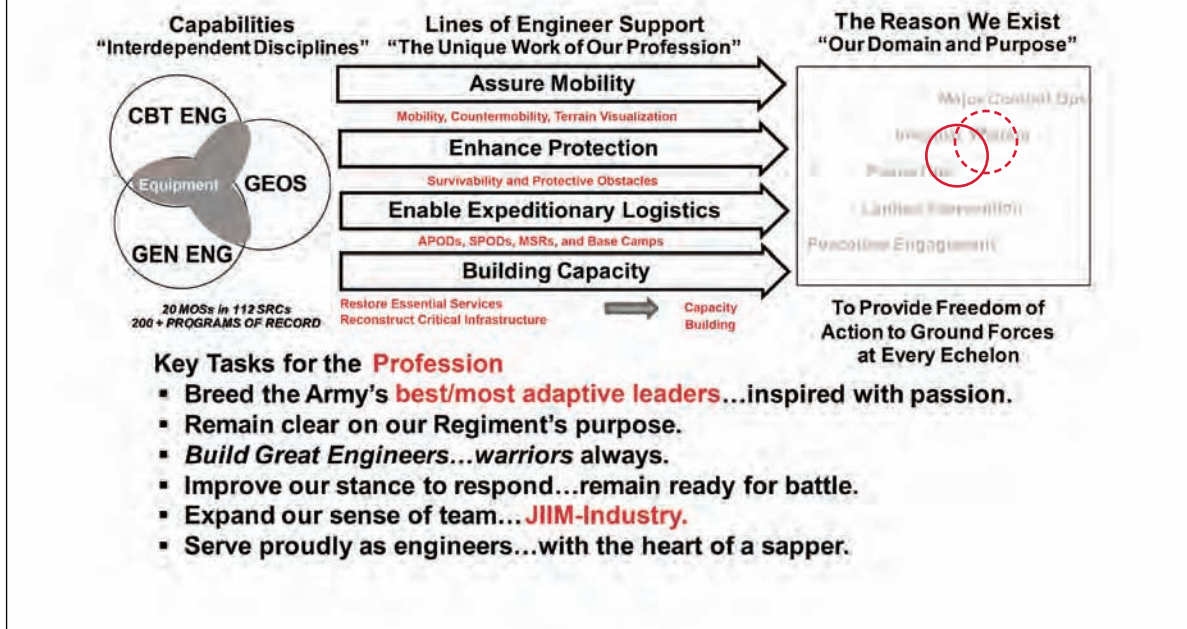 Capabilities
“Interdependent Disciplines”
Lines of Engineer Support
“The Unique Work of Our Profession”
The Reason We Exist
“Our Domain and Purpose”
CBT ENG
Equipment
GEOS
GEN ENG
20 MOSs in 112 SRCs
200 + PROGRAMS OF RECORD
Assure Mobility
Mobility, Countermobility, Terrain Visualization
Enhance Protection
Survivability and Protective Obstacles
Enable Expeditionary Logistics
APODs, SPODs, MSRs, and Base Camps
Building Capacity
Restore Essential Services
Reconstruct Critical Infrastructure
Capacity
Building
Major Combat Ops
Limited Intervention
Engagement
To Provide Freedom of
Action to Ground Forces
at Every Echelon
Key Tasks for the Profession
▪ Breed the Army’s best/most adaptive leaders…inspired with passion.
▪ Remain clear on our Regiment’s purpose.
▪ Build Great Engineers…warriors always.
▪ Improve our stance to respond…remain ready for battle.
▪ Expand our sense of team…JIIM-Industry.
▪ Serve proudly as engineers…with the heart of a sapper.